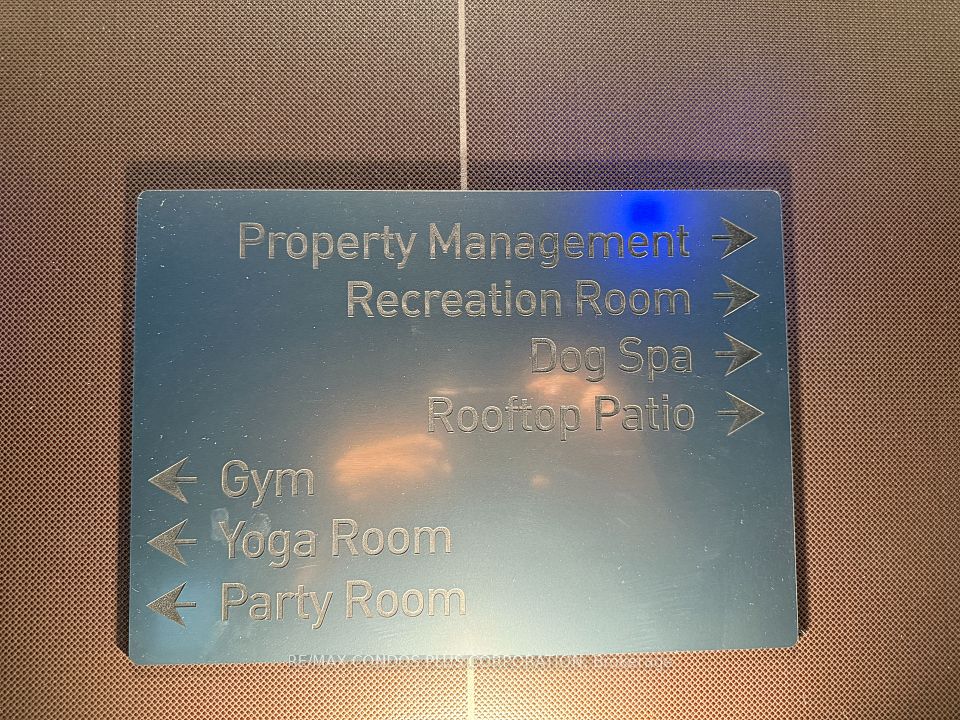 Property Management
Recreation Room
Dog Spa
Rooftop Patio
Gym
Yoga Room
Party Room
RE/MAX CONDOS PLUS CORPORATION, Brokerage